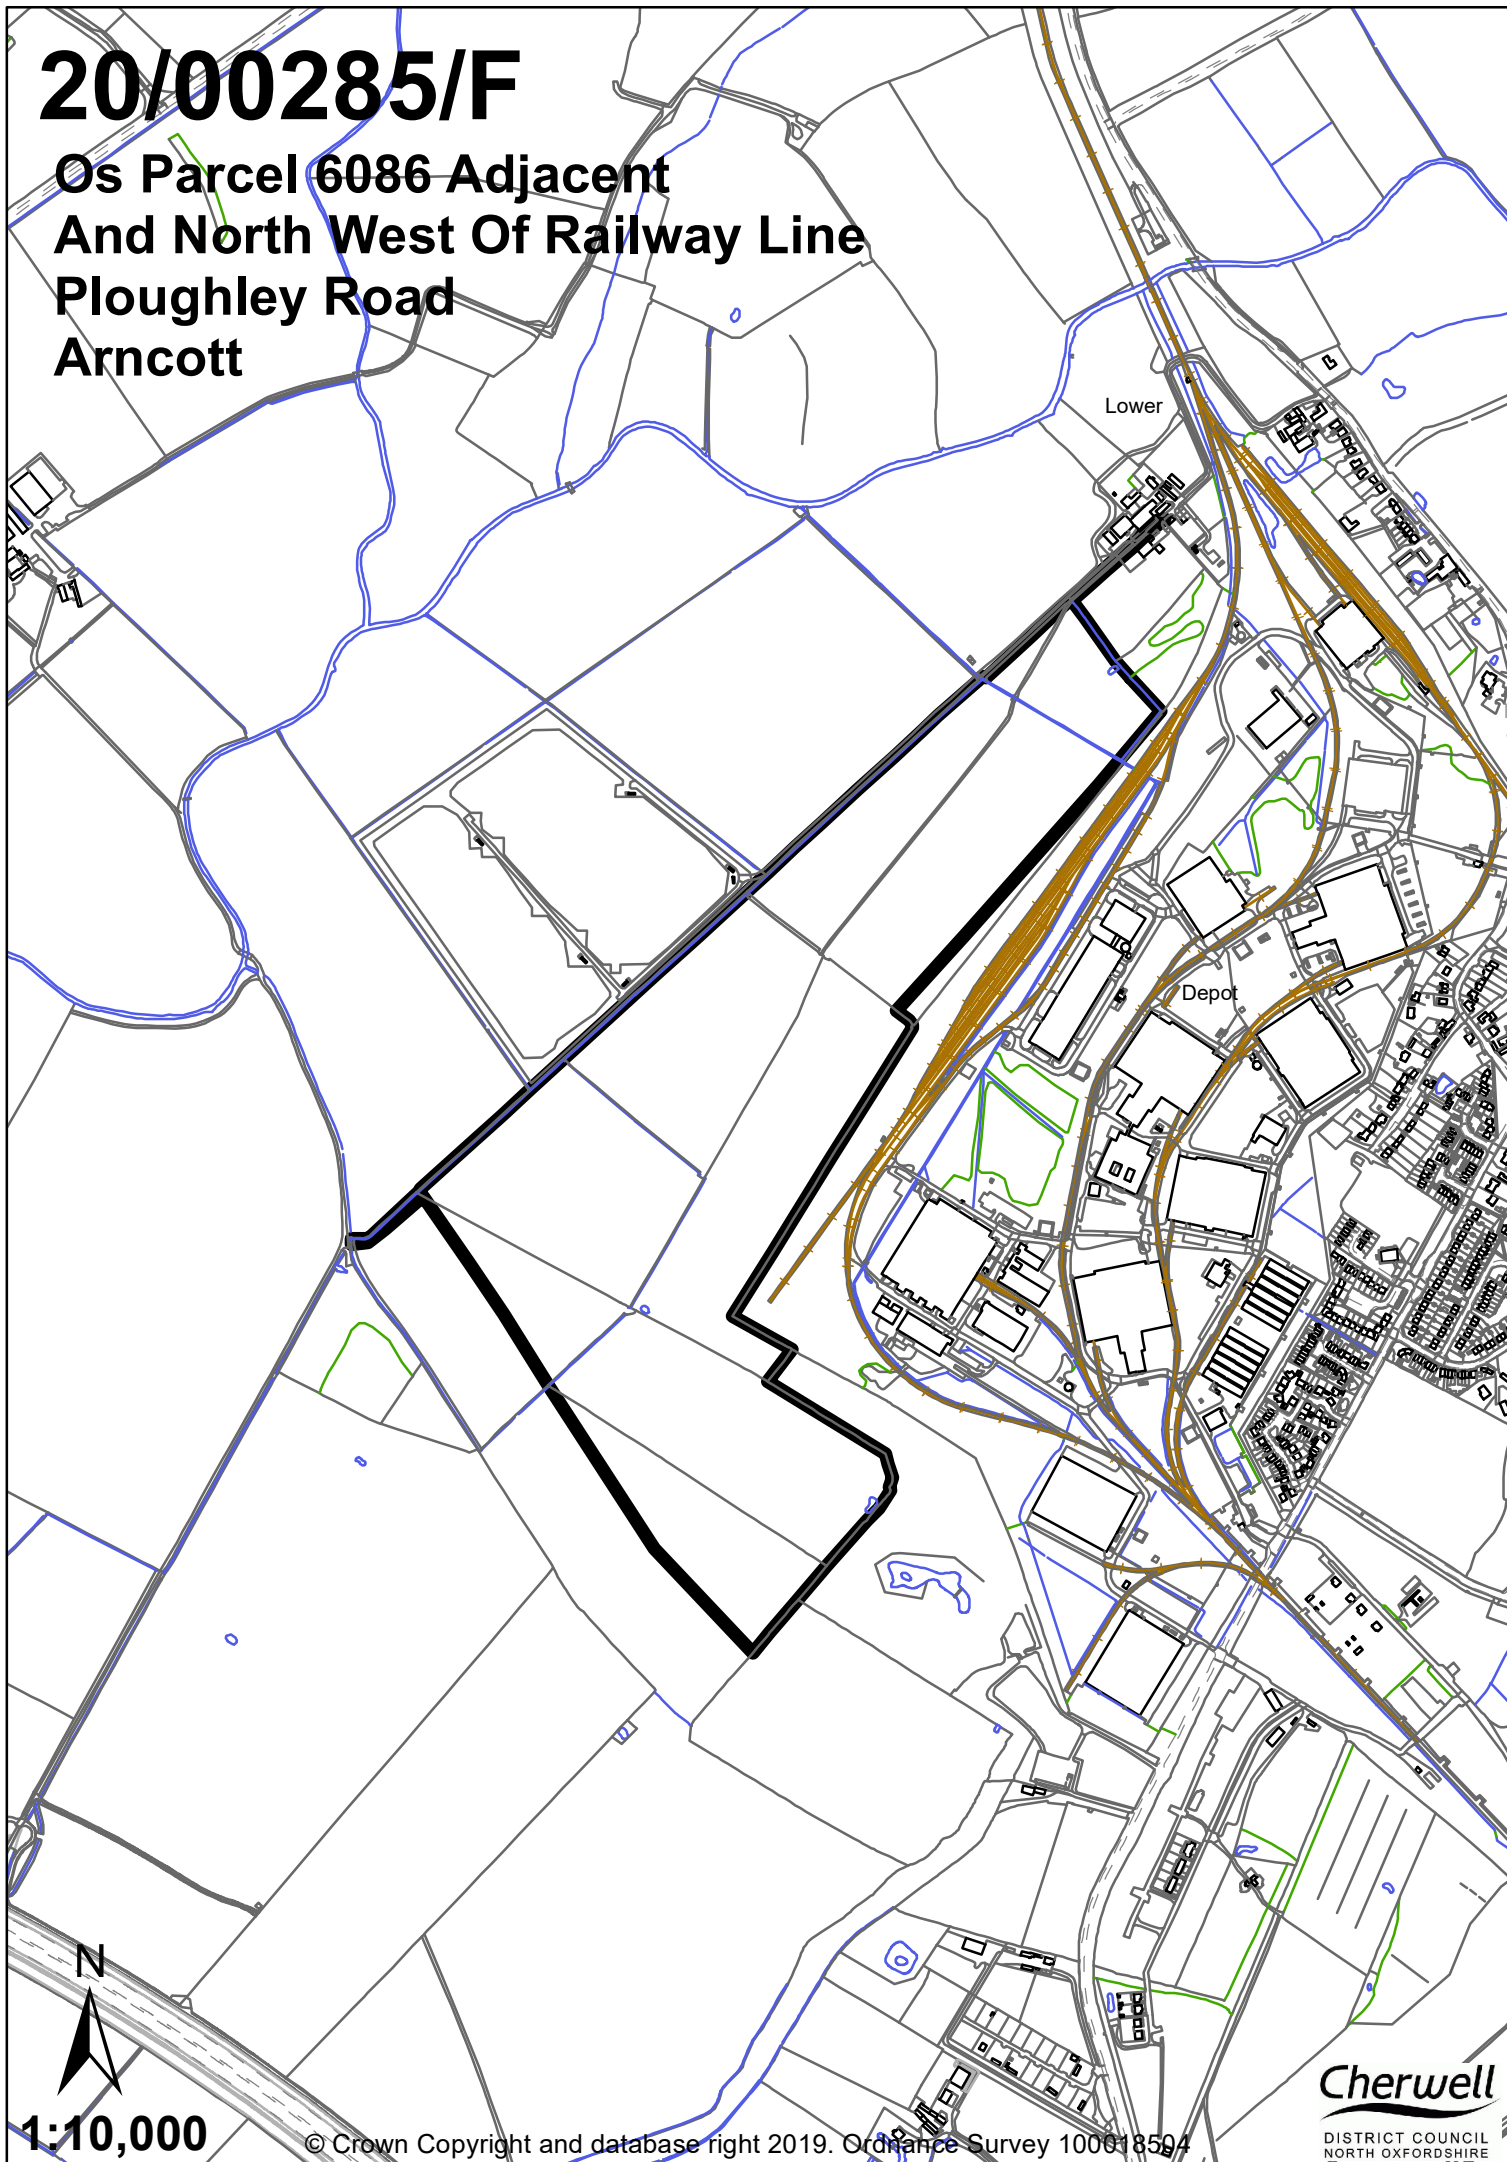 20/00285/F
Os Parcel 6086 Adjacent
And North West Of Railway Line
Ploughley Road
Arncott
Lower
Depot
N
1:10,000
© Crown Copyright and database right 2019. Ordnance Survey 100018504
Cherwell
DISTRICT COUNCIL
NORTH OXFORDSHIRE